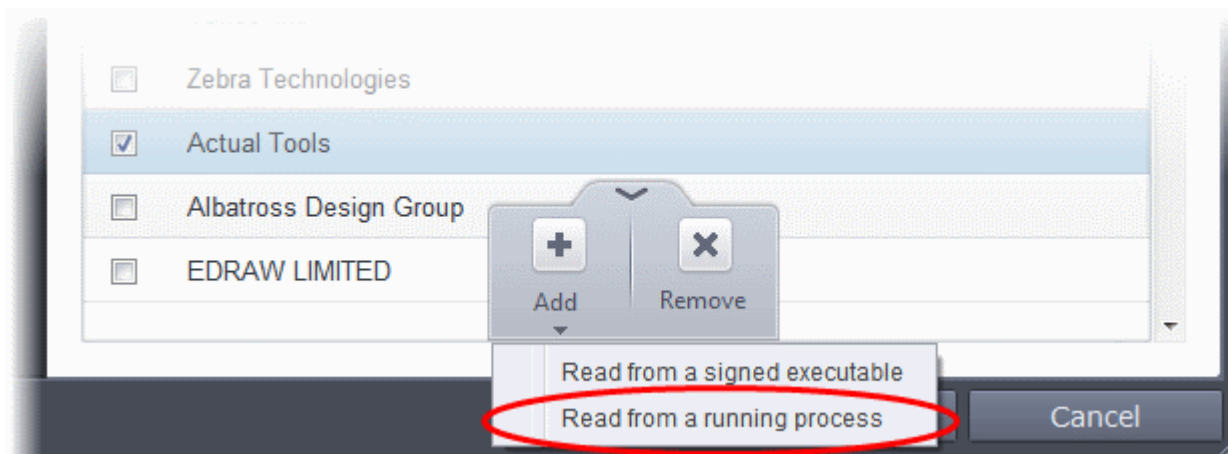 Zebra Technologies
Actual Tools
Albatross Design Group
EDRAW LIMITED
Add
Remove
Read from a signed executable
Read from a running process
Cancel